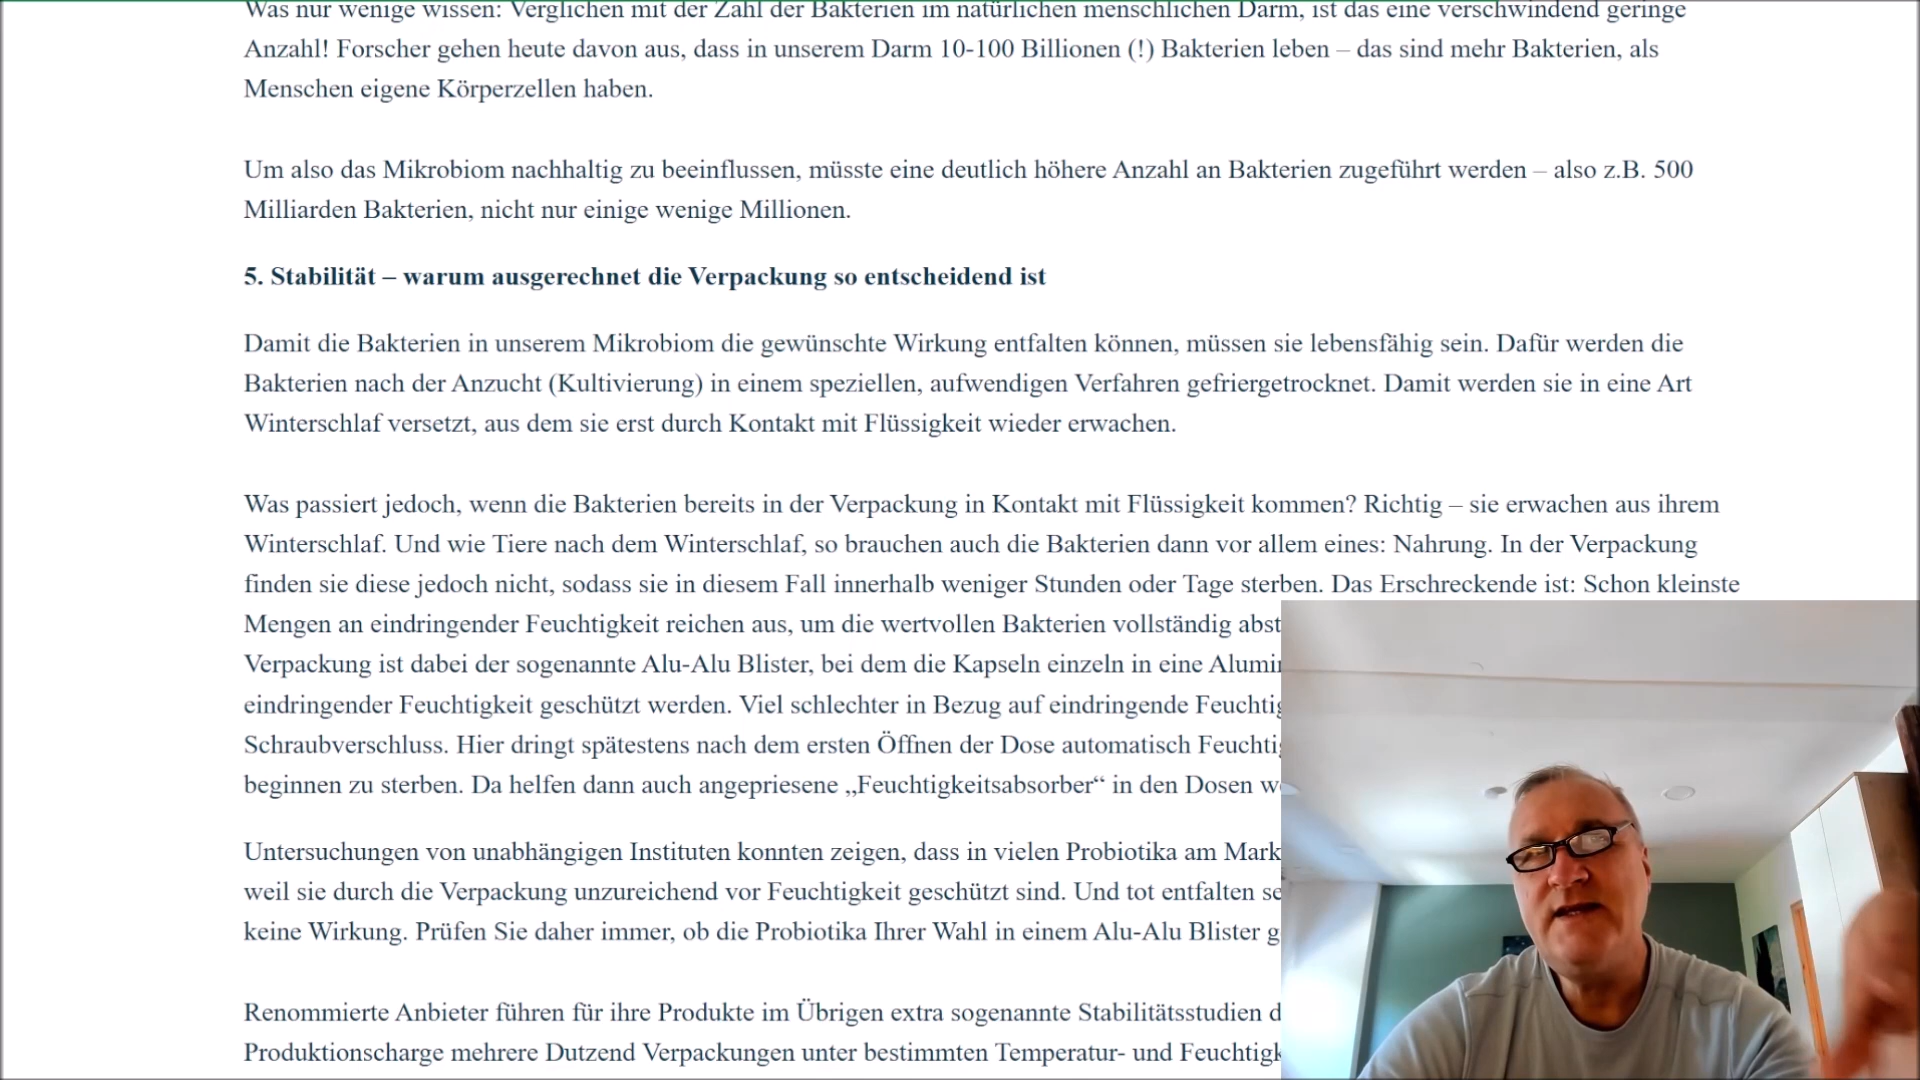 Was nur wenige wissen: Verglichen mit der Zahl der Bakterien im natürlichen menschlichen Darm, ist das eine verschwindend geringe
Anzahl! Forscher gehen heute davon aus, dass in unserem Darm 10-100 Billionen (!) Bakterien leben – das sind mehr Bakterien, als
Menschen eigene Körperzellen haben.
Um also das Mikrobiom nachhaltig zu beeinflussen, müsste eine deutlich höhere Anzahl an Bakterien zugeführt werden – also z.B. 500
Milliarden Bakterien, nicht nur einige wenige Millionen.
5. Stabilität – warum ausgerechnet die Verpackung so entscheidend ist
Damit die Bakterien in unserem Mikrobiom die gewünschte Wirkung entfalten können, müssen sie lebensfähig sein. Dafür werden die
Bakterien nach der Anzucht (Kultivierung) in einem speziellen, aufwendigen Verfahren gefriergetrocknet. Damit werden sie in eine Art
Winterschlaf versetzt, aus dem sie erst durch Kontakt mit Flüssigkeit wieder erwachen.
Was passiert jedoch, wenn die Bakterien bereits in der Verpackung in Kontakt mit Flüssigkeit kommen? Richtig – sie erwachen aus ihrem
Winterschlaf. Und wie Tiere nach dem Winterschlaf, so brauchen auch die Bakterien dann vor allem eines: Nahrung. In der Verpackung
finden sie diese jedoch nicht, sodass sie in diesem Fall innerhalb weniger Stunden oder Tage sterben. Das Erschreckende ist: Schon kleinste
Mengen an eindringender Feuchtigkeit reichen aus, um die wertvollen Bakterien vollständig abst
Verpackung ist dabei der sogenannte Alu-Alu Blister, bei dem die Kapseln einzeln in eine Alumin
eindringender Feuchtigkeit geschützt werden. Viel schlechter in Bezug auf eindringende Feuchtig
Schraubverschluss. Hier dringt spätestens nach dem ersten Öffnen der Dose automatisch Feuchtig
beginnen zu sterben. Da helfen dann auch angepriesene „Feuchtigkeitsabsorber“ in den Dosen
Untersuchungen von unabhängigen Instituten konnten zeigen, dass in vielen Probiotika am Mark
weil sie durch die Verpackung unzureichend vor Feuchtigkeit geschützt sind. Und tot entfalten se
keine Wirkung. Prüfen Sie daher immer, ob die Probiotika Ihrer Wahl in einem Alu-Alu Blister g
Renommierte Anbieter führen für ihre Produkte im Übrigen extra sogenannte Stabilitätsstudien d
Produktionscharge mehrere Dutzend Verpackungen unter bestimmten Temperatur- und Feuchtigk